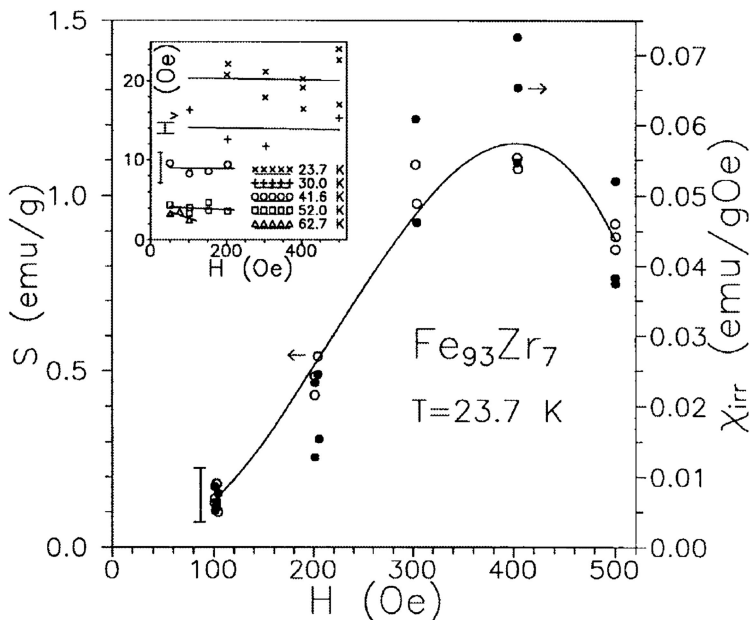 1.5
1.0
0.5
0.0
S (emu/g)
0
100
200
300
400
500
H (Oe)
0.07
0.06
0.05
0.04
0.03
0.02
0.01
0.00
χirr (emu/gOe)
Fe₉₃Zr₇
T=23.7 K
20
10
0
Hᵥ (Oe)
0
200
400
H (Oe)
××××× 23.7 K
+++++ 30.0 K
○○○○○ 41.6 K
□□□□□ 52.0 K
△△△△△ 62.7 K